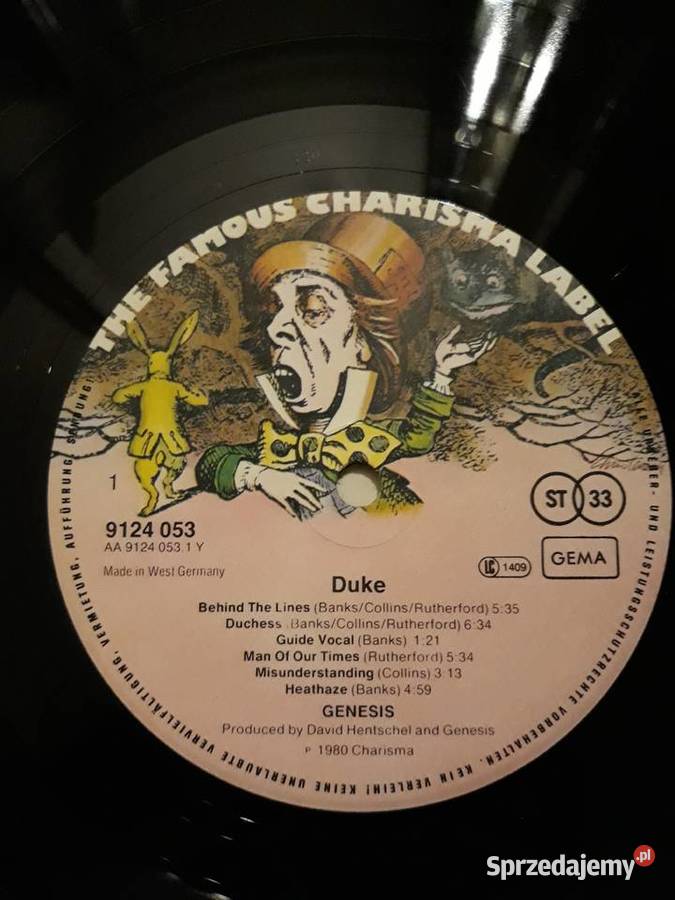 THE FAMOUS CHARISMA LABEL
1
ST 33
9124 053
AA 9124 053.1 Y
Made in West Germany
LC 1409
GEMA
Duke
Behind The Lines (Banks/Collins/Rutherford) 5:35
Duchess Banks/Collins/Rutherford) 6:34
Guide Vocal (Banks) 1:21
Man Of Our Times (Rutherford) 5:34
Misunderstanding (Collins) 3:13
Heathaze (Banks) 4:59
GENESIS
Produced by David Hentschel and Genesis
℗ 1980 Charisma
ALLE URHEBER- UND LEISTUNGSSCHUTZRECHTE VORBEHALTEN. KEIN VERLEIH! KEINE UNERLAUBTE VERVIELFÄLTIGUNG, VERMIETUNG, AUFFÜHRUNG, SENDUNG!
Sprzedajemy.pl